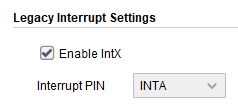 Legacy Interrupt Settings
Enable IntX
Interrupt PIN INTA